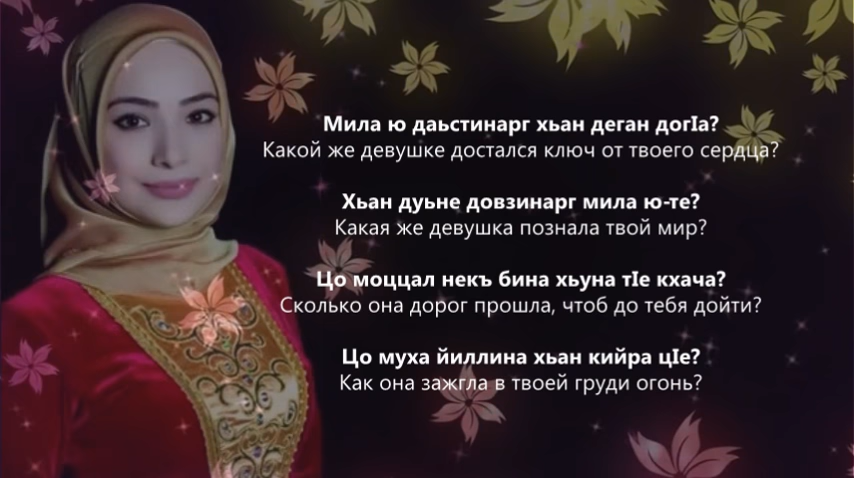 Мила ю даьстинарг хьан деган догIа?
Какой же девушке достался ключ от твоего сердца?
Хьан дуьне довзинарг мила ю-те?
Какая же девушка познала твой мир?
Цо моццал некъ бина хьуна тIе кхача?
Сколько она дорог прошла, чтоб до тебя дойти?
Цо муха йиллина хьан кийра цIе?
Как она зажгла в твоей груди огонь?